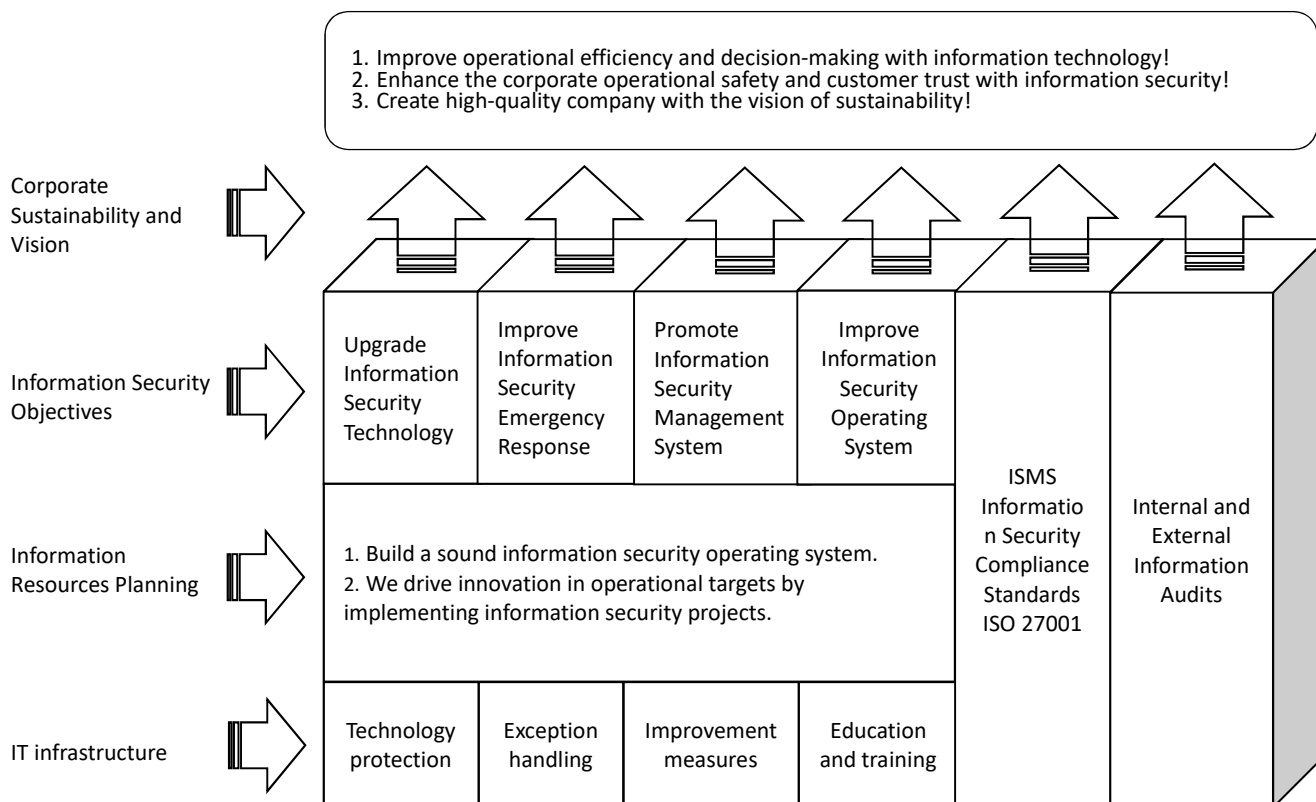 1. Improve operational efficiency and decision-making with information technology!
2. Enhance the corporate operational safety and customer trust with information security!
3. Create high-quality company with the vision of sustainability!
Corporate
Sustainability and
Vision
Information Security
Objectives
Upgrade
Information
Security
Technology
Improve
Information
Security
Emergency
Response
Promote
Information
Security
Management
System
Improve
Information
Security
Operating
System
ISMS
Informatio
n Security
Compliance
Standards
ISO 27001
Internal and
External
Information
Audits
Information
Resources Planning
1. Build a sound information security operating system.
2. We drive innovation in operational targets by
implementing information security projects.
IT infrastructure
Technology
protection
Exception
handling
Improvement
measures
Education
and training